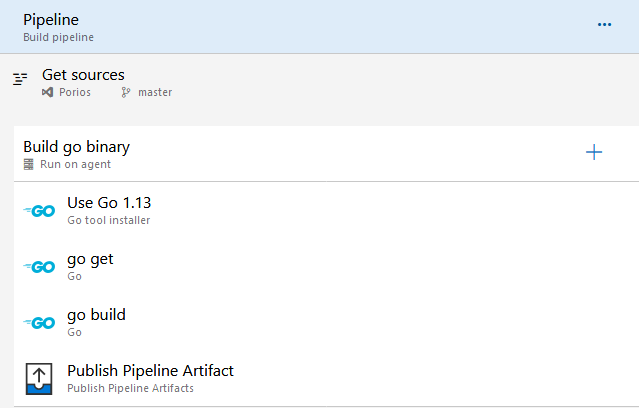 Pipeline
Build pipeline
Get sources
Porios master
Build go binary
Run on agent
GO Use Go 1.13
Go tool installer
GO go get
Go
GO go build
Go
Publish Pipeline Artifact
Publish Pipeline Artifacts